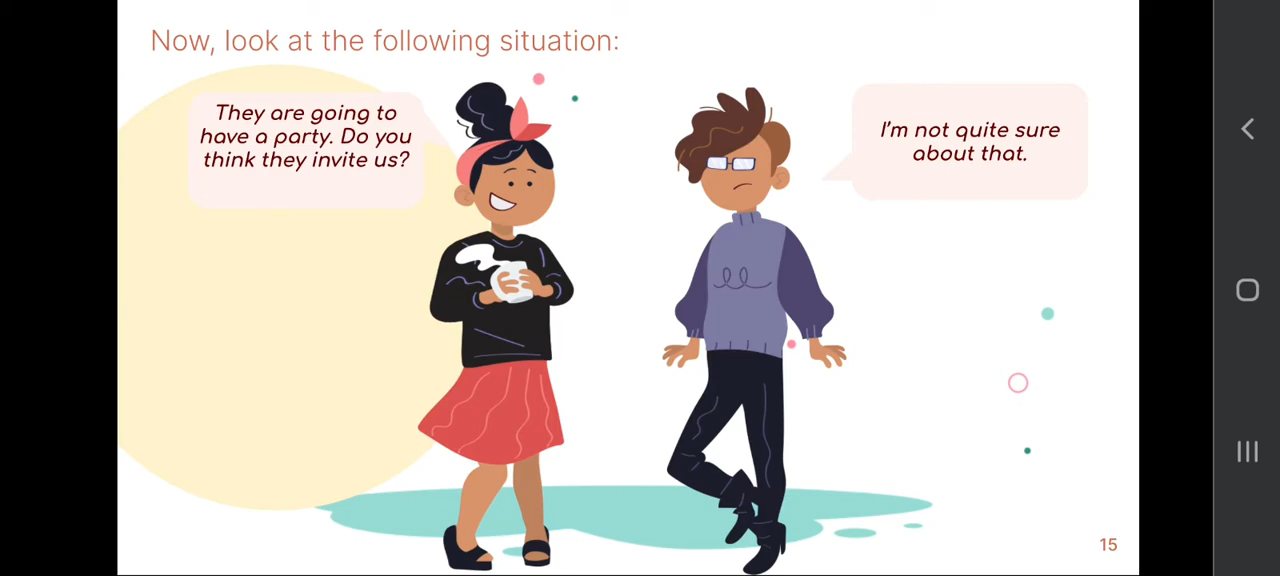 Now, look at the following situation:
They are going to
have a party. Do you
think they invite us?
I'm not quite sure
about that.
15